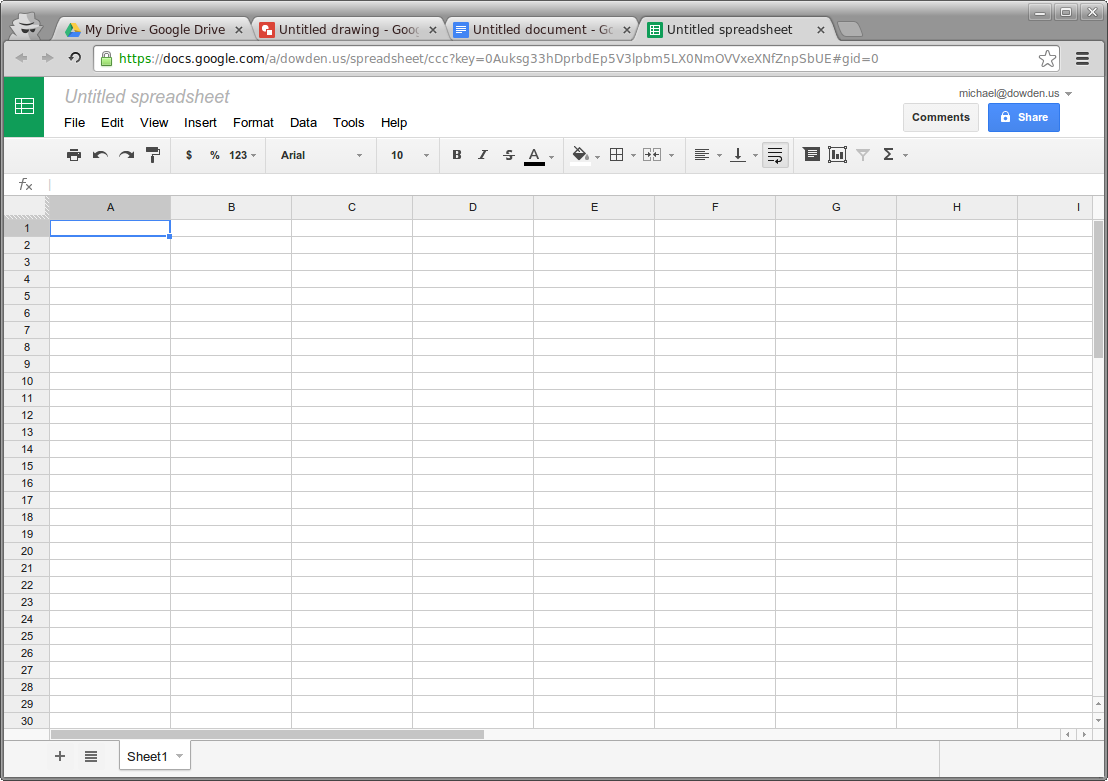 My Drive - Google Drive
Untitled drawing - Goog
Untitled document - Go
Untitled spreadsheet
https://docs.google.com/a/dowden.us/spreadsheet/ccc?key=0Auksg33hDprbdEp5V3lpbm5LX0NmOVVxeXNfZnpSbUE#gid=0
Untitled spreadsheet
michael@dowden.us
File Edit View Insert Format Data Tools Help
Comments
Share
$ % 123 Arial 10 B I S A Σ
fx
A B C D E F G H I
1
2
3
4
5
6
7
8
9
10
11
12
13
14
15
16
17
18
19
20
21
22
23
24
25
26
27
28
29
30
Sheet1